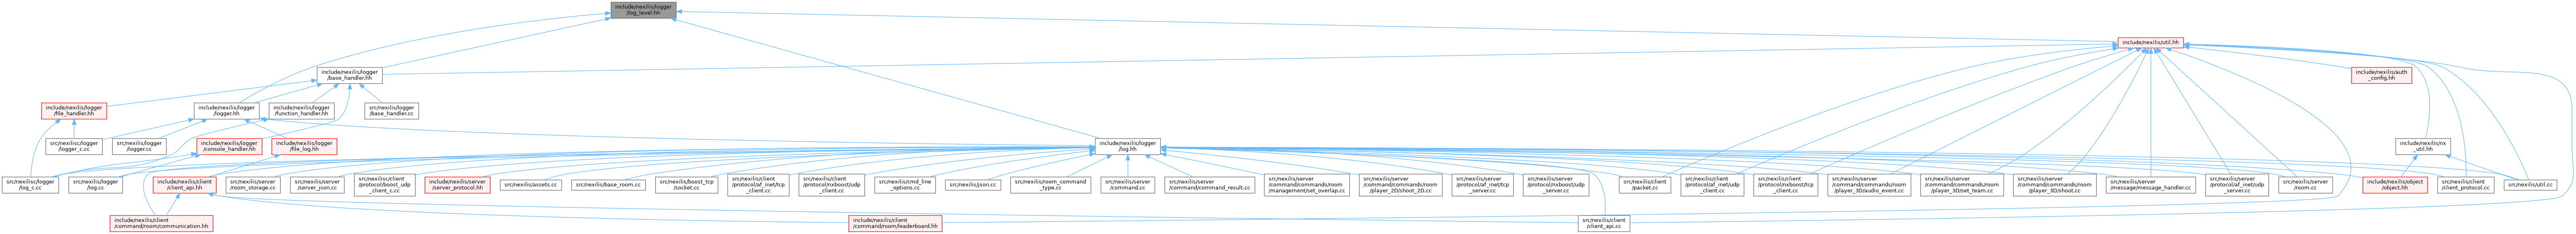 include/nexilis/logger
/log_level.hh
include/nexilis/util.hh
include/nexilis/logger
/base_handler.hh
include/nexilis/auth
_config.hh
include/nexilis/logger
/file_handler.hh
include/nexilis/logger
/logger.hh
include/nexilis/logger
/function_handler.hh
src/nexilis/logger
/base_handler.cc
src/nexilisc/logger
/logger_c.cc
src/nexilis/logger
/logger.cc
include/nexilis/logger
/console_handler.hh
include/nexilis/logger
/file_log.hh
include/nexilis/logger
/log.hh
include/nexilis/nx
_util.hh
src/nexilisc/logger
/log_c.cc
src/nexilis/logger
/log.cc
include/nexilis/client
/client_api.hh
src/nexilis/server
/room_storage.cc
src/nexilis/server
/server_json.cc
src/nexilisc/client
/protocol/boost_udp
_client_c.cc
include/nexilis/server
/server_protocol.hh
src/nexilis/assets.cc
src/nexilis/base_room.cc
src/nexilis/boost_tcp
/socket.cc
src/nexilis/client
/protocol/af_inet/tcp
_client.cc
src/nexilis/client
/protocol/nxboost/udp
_client.cc
src/nexilis/cmd_line
_options.cc
src/nexilis/json.cc
src/nexilis/room_command
_type.cc
src/nexilis/server
/command.cc
src/nexilis/server
/command/command_result.cc
src/nexilis/server
/command/commands/room
/management/set_overlap.cc
src/nexilis/server
/command/commands/room
/player_2D/shoot_2D.cc
src/nexilis/server
/protocol/af_inet/tcp
_server.cc
src/nexilis/server
/protocol/nxboost/udp
_server.cc
src/nexilis/client
/packet.cc
src/nexilis/client
/protocol/af_inet/udp
_client.cc
src/nexilis/client
/protocol/nxboost/tcp
_client.cc
src/nexilis/server
/command/commands/room
/player_3D/audio_event.cc
src/nexilis/server
/command/commands/room
/player_3D/set_team.cc
src/nexilis/server
/command/commands/room
/player_3D/shoot.cc
src/nexilis/server
/message/message_handler.cc
src/nexilis/server
/protocol/af_inet/udp
_server.cc
src/nexilis/server
/room.cc
include/nexilis/object
/object.hh
src/nexilis/client
/client_protocol.cc
src/nexilis/util.cc
include/nexilis/client
/command/room/communication.hh
include/nexilis/client
/command/room/leaderboard.hh
src/nexilis/client
/client_api.cc